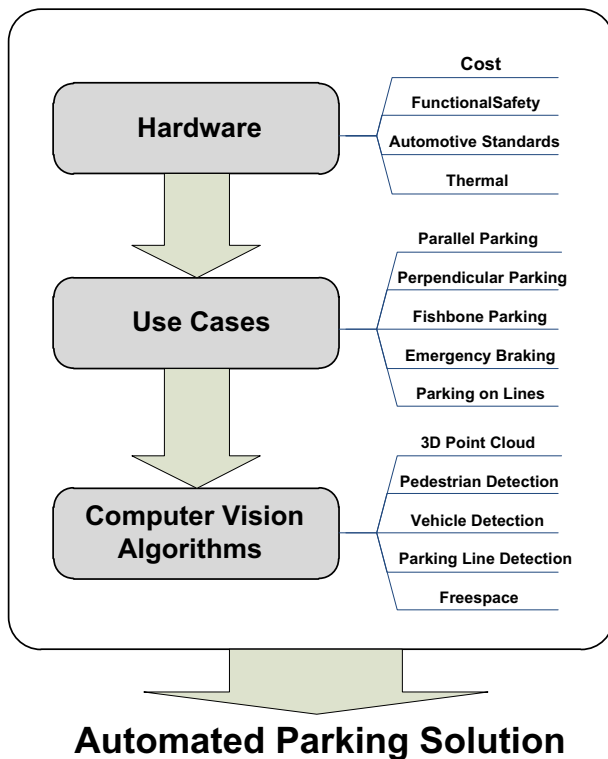 Hardware
Cost
FunctionalSafety
Automotive Standards
Thermal
Use Cases
Parallel Parking
Perpendicular Parking
Fishbone Parking
Emergency Braking
Parking on Lines
Computer Vision
Algorithms
3D Point Cloud
Pedestrian Detection
Vehicle Detection
Parking Line Detection
Freespace
Automated Parking Solution